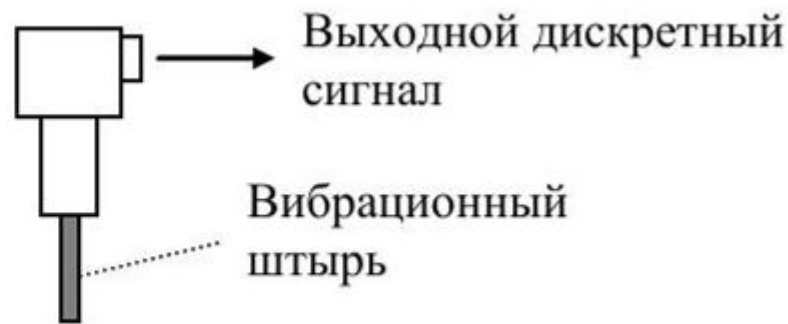 Выходной дискретный
сигнал
Вибрационный
штырь